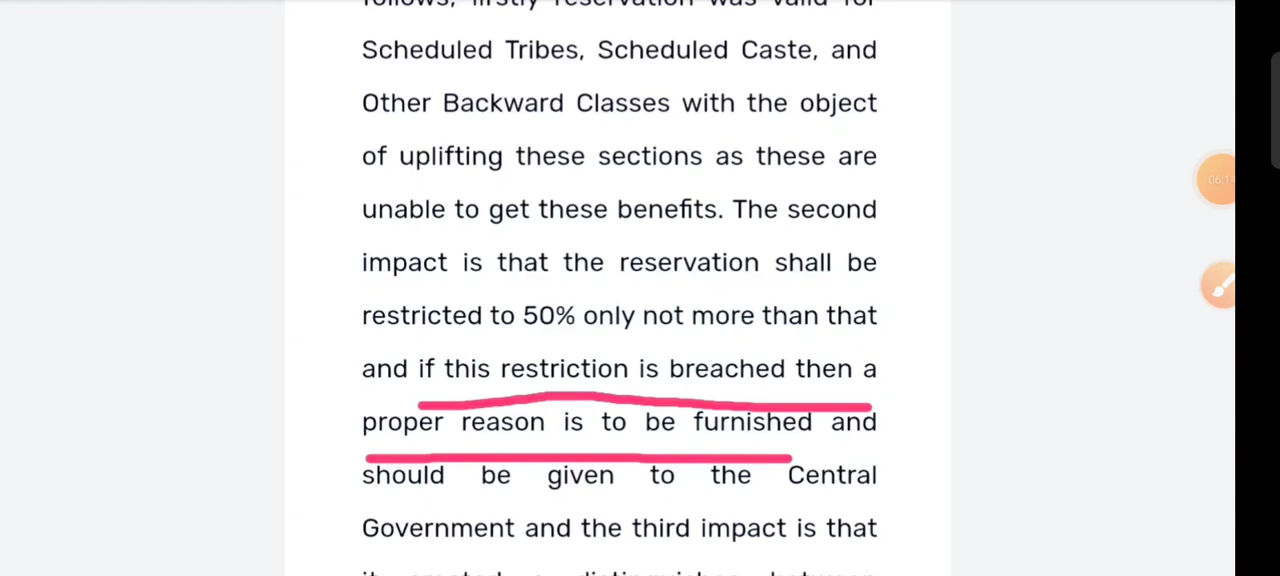 Scheduled Tribes, Scheduled Caste, and
Other Backward Classes with the object
of uplifting these sections as these are
unable to get these benefits. The second
impact is that the reservation shall be
restricted to 50% only not more than that
and if this restriction is breached then a
proper reason is to be furnished and
should be given to the Central
Government and the third impact is that